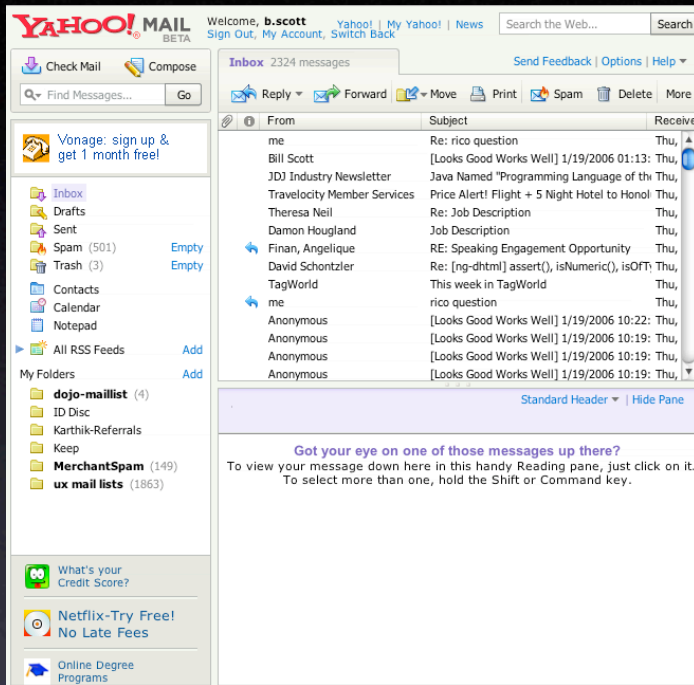 YAHOO! MAIL
BETA
Welcome, b.scott
Yahoo! | My Yahoo! | News
Sign Out, My Account, Switch Back
Search the Web...
Search
Check Mail
Compose
Find Messages...
Go
Vonage: sign up &
get 1 month free!
Inbox
Drafts
Sent
Spam (501) Empty
Trash (3) Empty
Contacts
Calendar
Notepad
All RSS Feeds Add
My Folders Add
dojo-maillist (4)
ID Disc
Karthik-Referrals
Keep
MerchantSpam (149)
ux mail lists (1863)
What's your
Credit Score?
Netflix-Try Free!
No Late Fees
Online Degree
Programs
Inbox 2324 messages
Send Feedback | Options | Help
Reply Forward Move Print Spam Delete More
From Subject Receive
me Re: rico question Thu,
Bill Scott [Looks Good Works Well] 1/19/2006 01:13: Thu,
JDJ Industry Newsletter Java Named "Programming Language of the Thu,
Travelocity Member Services Price Alert! Flight + 5 Night Hotel to Honol Thu,
Theresa Neil Re: Job Description Thu,
Damon Hougland Job Description Thu,
Finan, Angelique RE: Speaking Engagement Opportunity Thu,
David Schontzler Re: [ng-dhtml] assert(), isNumeric(), isOfT Thu,
TagWorld This week in TagWorld Thu,
me rico question Thu,
Anonymous [Looks Good Works Well] 1/19/2006 10:22: Thu,
Anonymous [Looks Good Works Well] 1/19/2006 10:19: Thu,
Anonymous [Looks Good Works Well] 1/19/2006 10:19: Thu,
Anonymous [Looks Good Works Well] 1/19/2006 10:19: Thu,
Standard Header | Hide Pane
Got your eye on one of those messages up there?
To view your message down here in this handy Reading pane, just click on it.
To select more than one, hold the Shift or Command key.